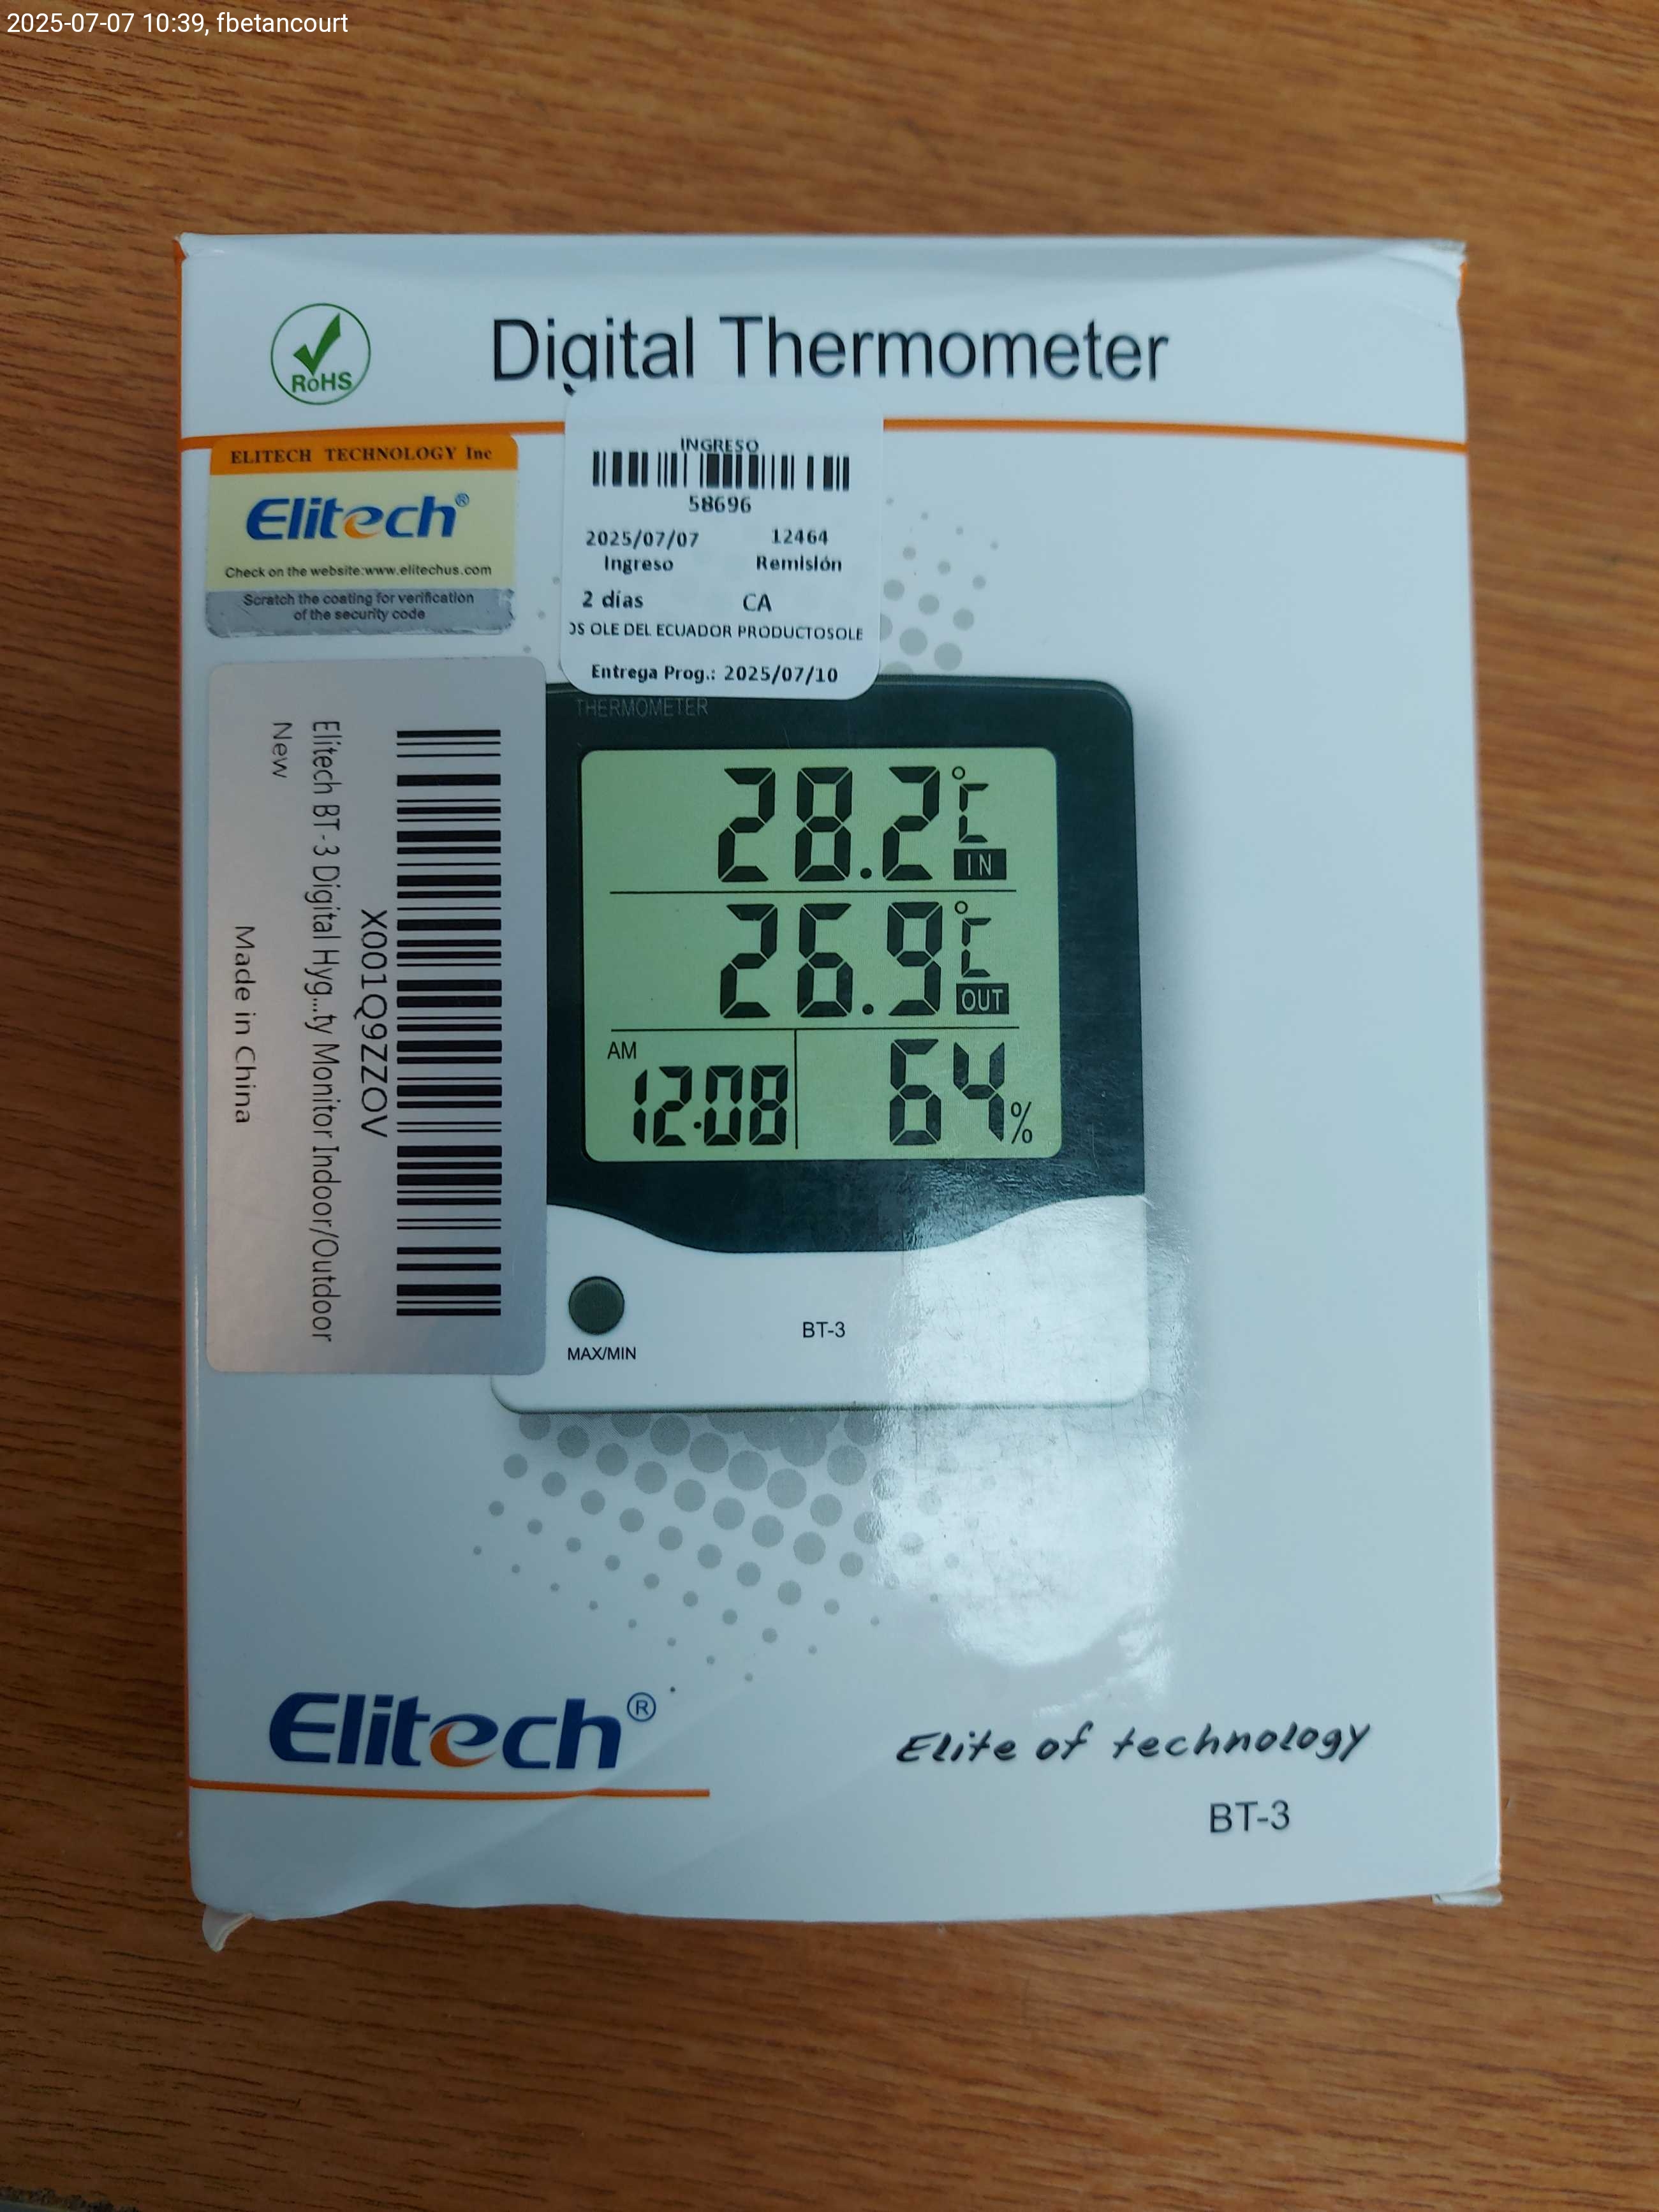 2025-07-07 10:39, fbetancourt
RoHS
Digital Thermometer
ELITECH TECHNOLOGY Inc
Elitech®
Check on the website:www.elitechus.com
Scratch the coating for verification
of the security code
INGRESO
58696
2025/07/07 12464
Ingreso Remisión
2 días CA
OS OLE DEL ECUADOR PRODUCTOSOLE
Entrega Prog.: 2025/07/10
X001Q9ZZOV
Elitech BT-3 Digital Hyg...ty Monitor Indoor/Outdoor
New
Made in China
THERMOMETER
28.2 °C
IN
26.9 °C
OUT
AM
12:08 64 %
MAX/MIN
BT-3
Elitech®
Elite of technology
BT-3